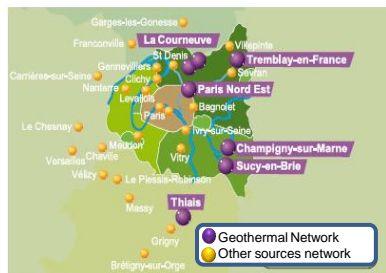 Garges-lss-Gonesse
Franconville
La Courneuve
Villepinte
St Denis
Tremblay-en-France
Gennevilliers
Sevran
Carrières-sur-Seine
Clichy
Nanterre
Paris Nord Est
Levallois
Bagnolet
Paris
Le Chesnay
Ivry-sur-Seine
Meudon
Champigny-sur-Marne
Chaville
Versailles
Vitry
Sucy-en-Brie
Vélizy
Le Plessis-Robinson
Massy
Thiais
Grigny
Brétigny-sur-Orge
Geothermal Network
Other sources network